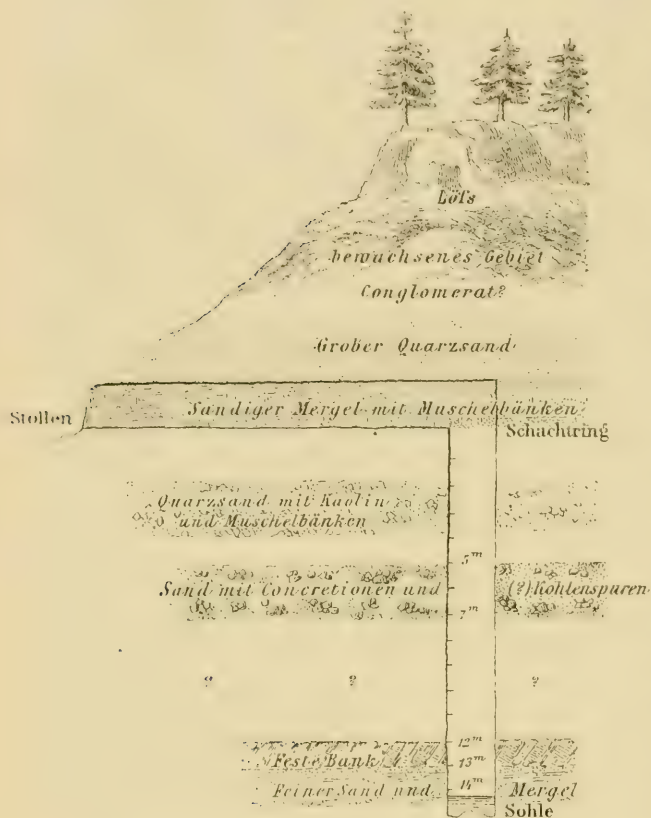 Löſs
bewachsenes Gebiet
Conglomerat?
Grober Quarzsand
Sandiger Mergel mit Muschelbänken
Stollen
Schachtring
Quarzsand mit Kaolin
und Muschelbänken
5m
Sand mit Concretionen und (?)Kohlenspuren
7m
? ? ?
12m
Feste Bank 13m
14m
Feiner Sand und Mergel
Sohle